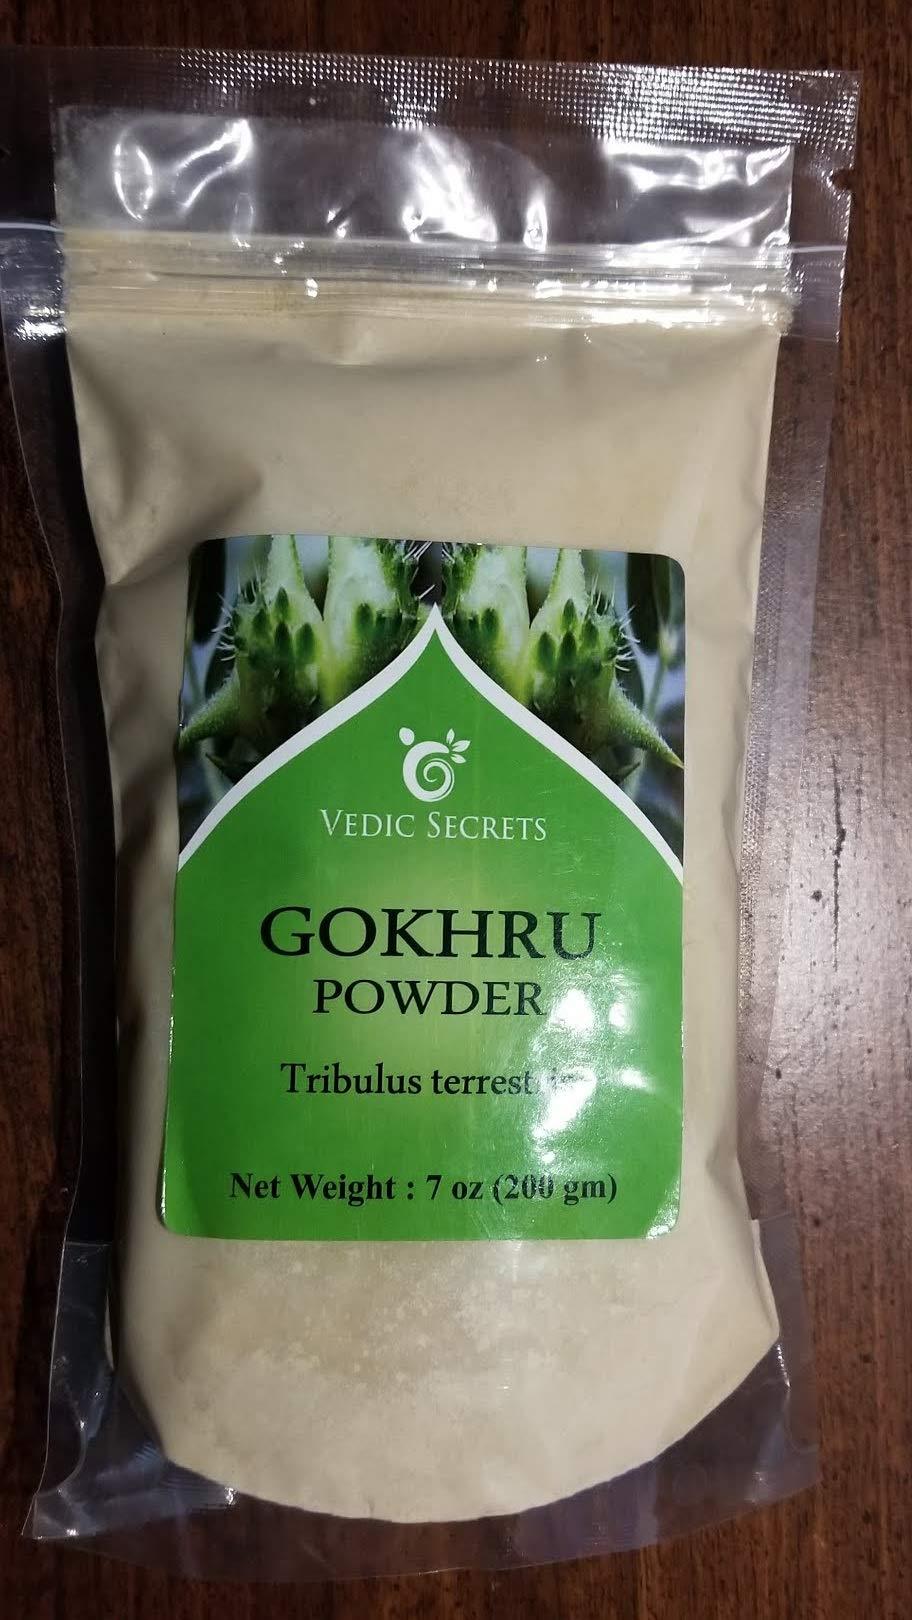 VEDIC SECRETS
GOKHRU
POWDER
Tribulus
Net Weight : 7 oz (200 gm)